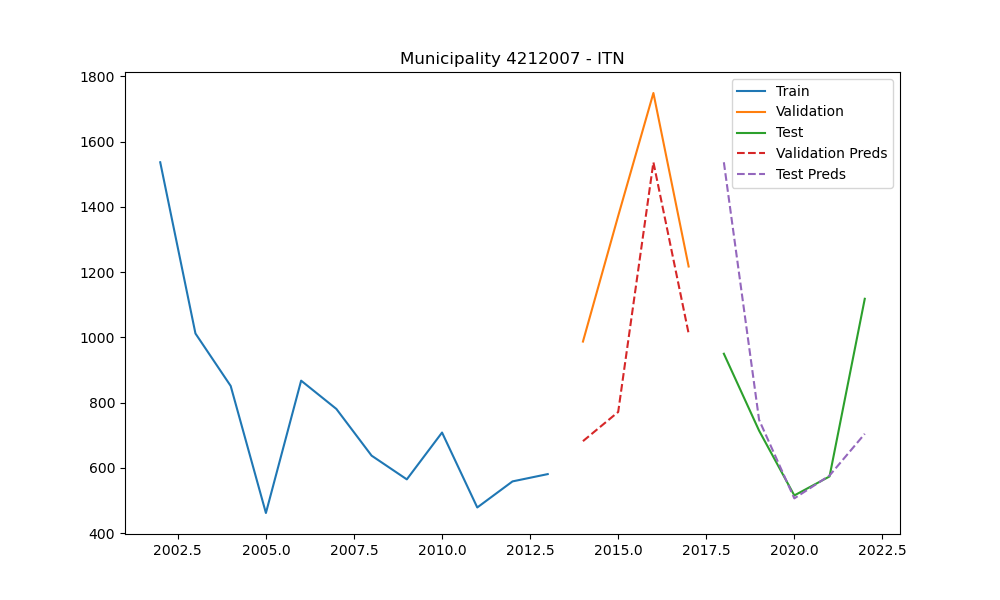 Municipality 4212007 - ITN
1800
1600
1400
1200
1000
800
600
400
Train
Validation
Test
Validation Preds
Test Preds
2002.5 2005.0 2007.5 2010.0 2012.5 2015.0 2017.5 2020.0 2022.5